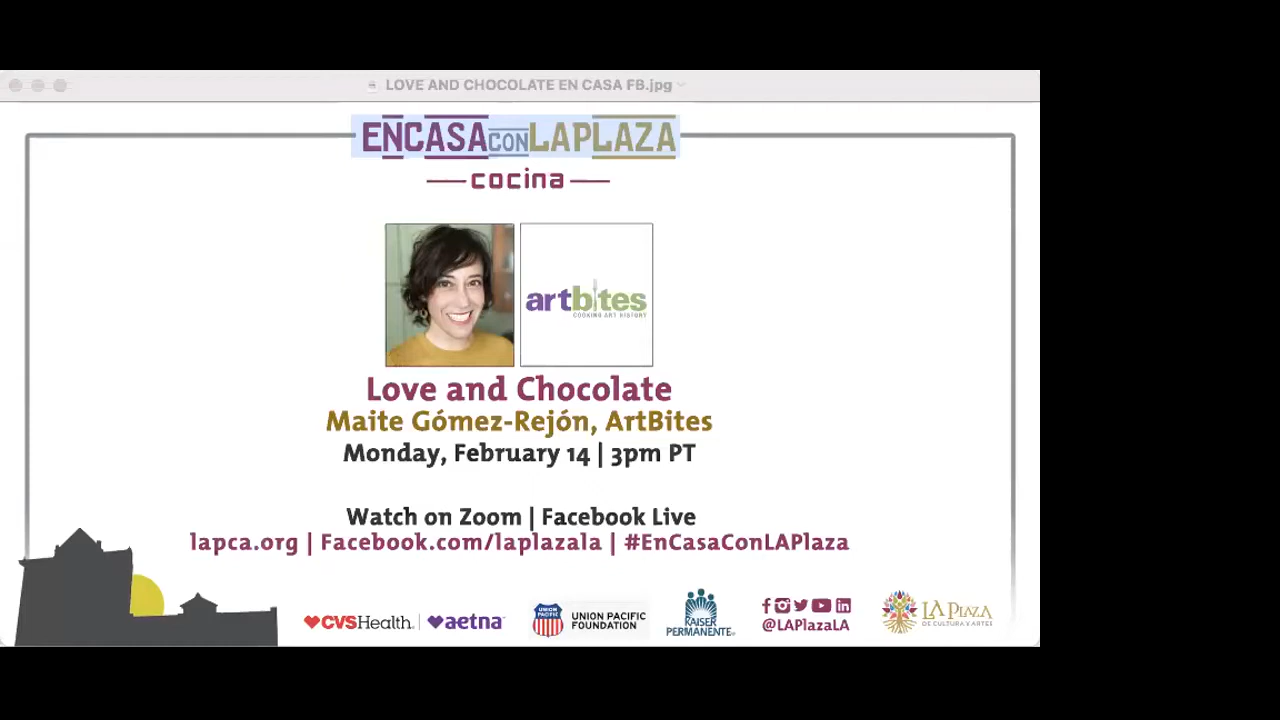 LOVE AND CHOCOLATE EN CASA FB.jpg
ENCASACONLAPLAZA
cocina
artbites
COOKING ART HISTORY
Love and Chocolate
Maite Gómez-Rejón, ArtBites
Monday, February 14 | 3pm PT
Watch on Zoom | Facebook Live
lapca.org | Facebook.com/laplazala | #EnCasaConLAPlaza
CVSHealth. | aetna
UNION PACIFIC
UNION PACIFIC
FOUNDATION
KAISER
PERMANENTE®
@LAPlazaLA
LA PLAZA
DE CULTURA Y ARTES